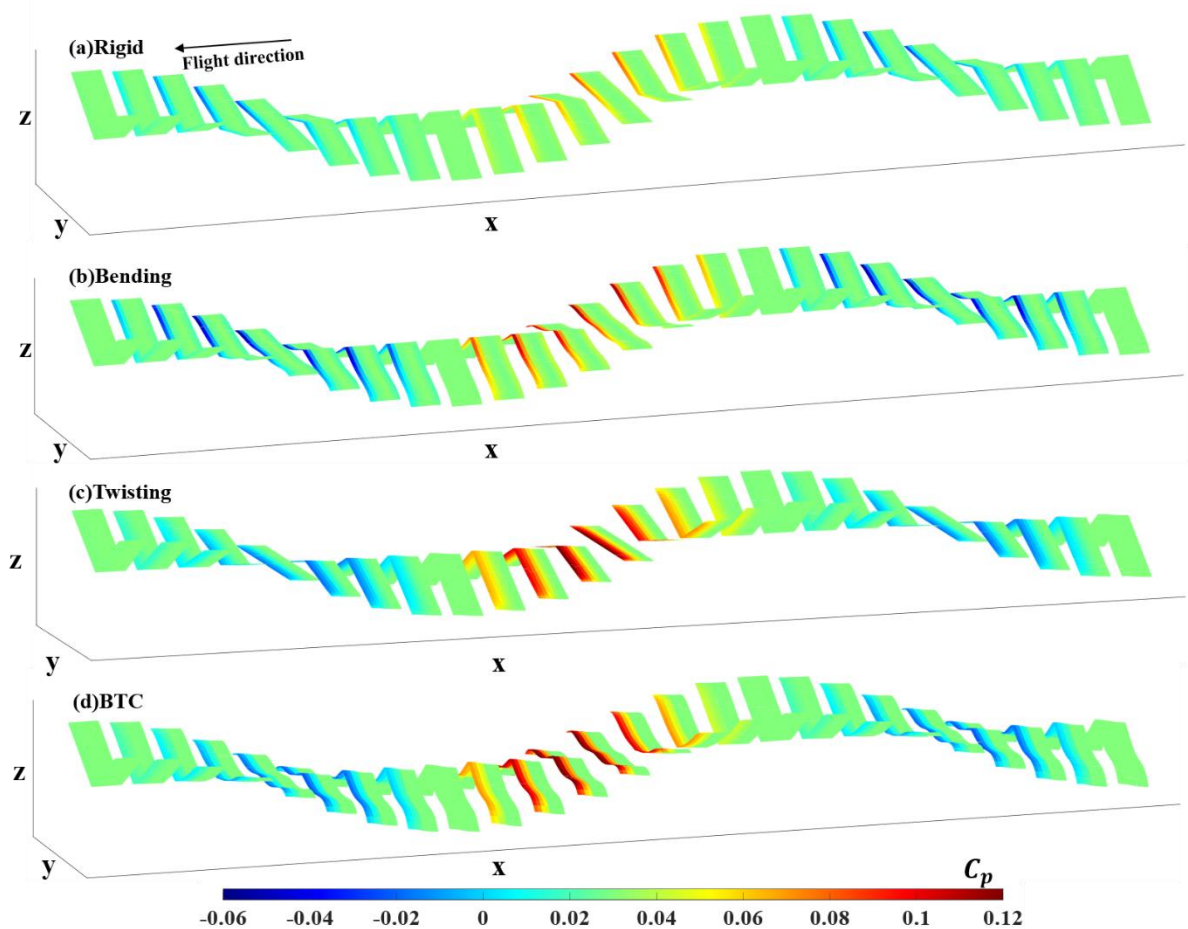 (a)Rigid
Flight direction
z
y
x
(b)Bending
z
y
x
(c)Twisting
z
y
x
(d)BTC
z
y
x
C_p
-0.06 -0.04 -0.02 0 0.02 0.04 0.06 0.08 0.1 0.12